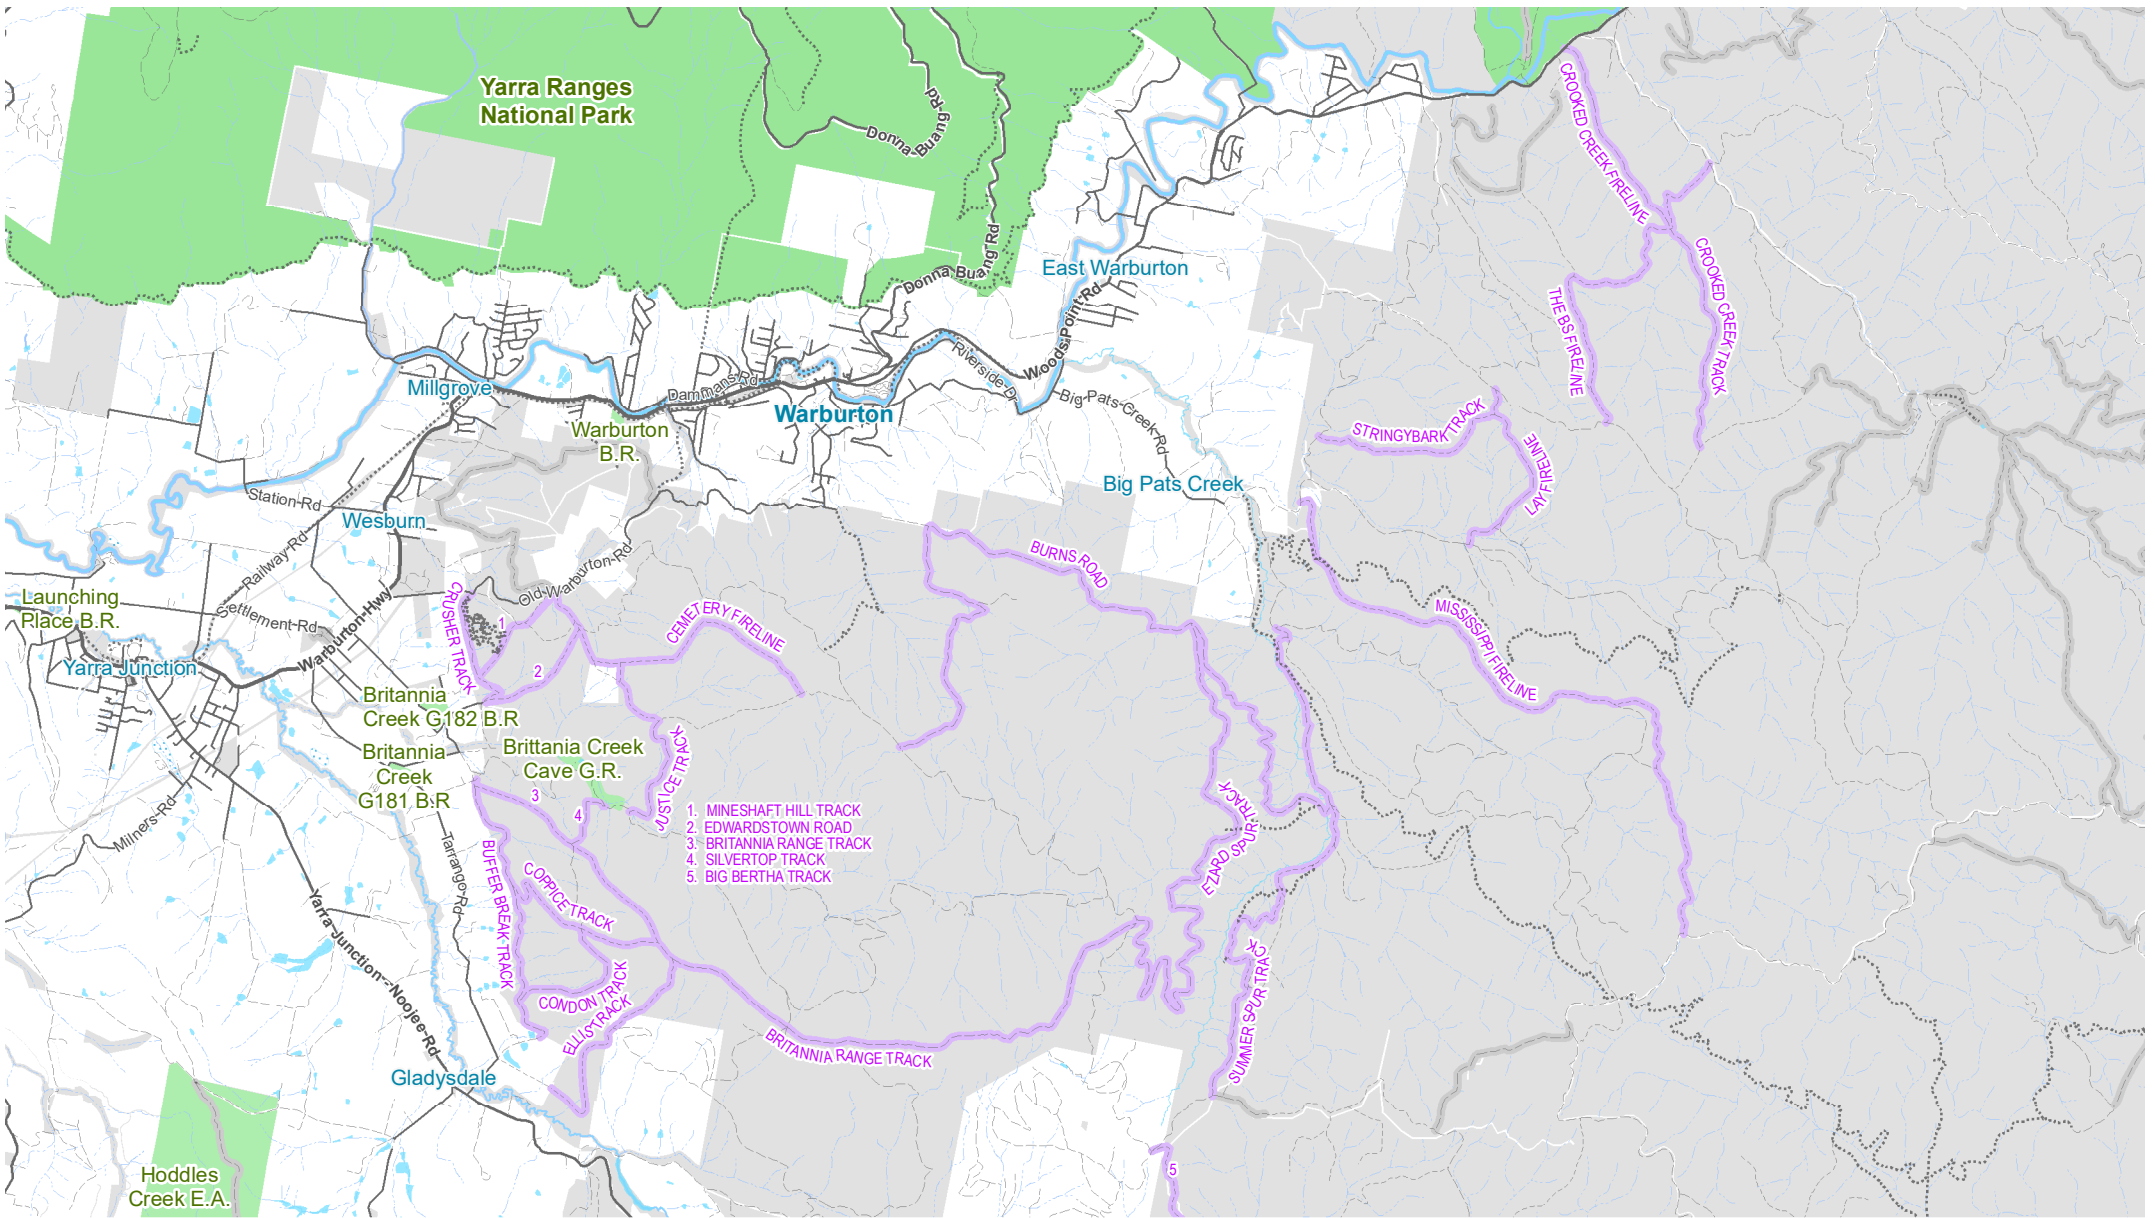 Yarra Ranges
National Park
Donna-Buang-Rd
Donna Buang Rd
CROOKED CREEK FIRELINE
East Warburton
Woods-Point-Rd
CROOKED CREEK TRACK
THE BS FIRELINE
Millgrove
Dammans Rd
Riverside Dr
Warburton
Big Pats-Creek-Rd
Warburton
B.R.
STRINGYBARK TRACK
LAY FIRELINE
Big Pats Creek
Station-Rd
Wesburn
Railway-Rd
Old Warburton-Rd
BURNS ROAD
Launching
Place B.R.
Settlement-Rd
Warburton-Hwy
CRUSHER TRACK
1
2
CEMETERY FIRELINE
MISSISSIPPI FIRELINE
Yarra Junction
Britannia
Creek G182 B.R
Britannia
Creek
G181 B.R
Brittania Creek
Cave G.R.
JUSTICE TRACK
3
4
1. MINESHAFT HILL TRACK
2. EDWARDSTOWN ROAD
3. BRITANNIA RANGE TRACK
4. SILVERTOP TRACK
5. BIG BERTHA TRACK
EZARD SPUR TRACK
Milners-Rd
Tarrango-Rd
BUFFER BREAK TRACK
COPPICE TRACK
Yarra-Junction--Noojee-Rd
CONDON TRACK
ELLIS TRACK
BRITANNIA RANGE TRACK
SUMMER SPUR TRACK
Gladysdale
Hoddles
Creek E.A.
5